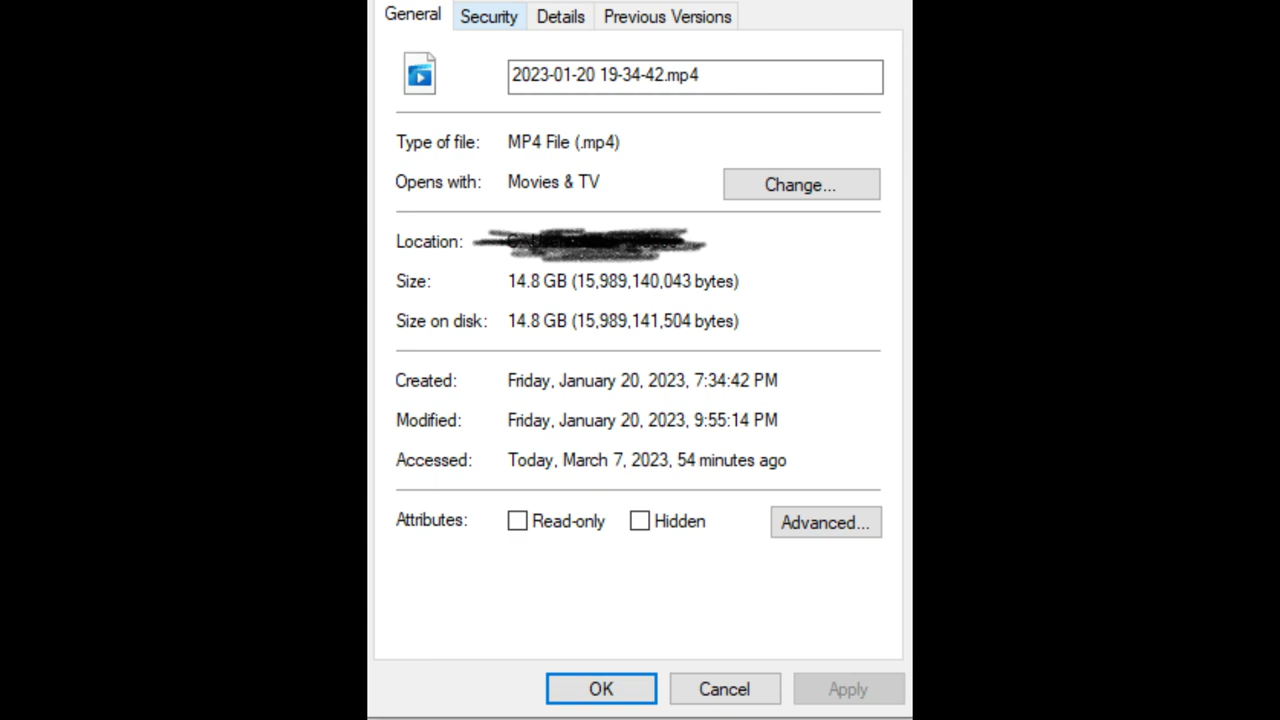 General Security Details Previous Versions
2023-01-20 19-34-42.mp4
Type of file: MP4 File (.mp4)
Opens with: Movies & TV Change...
Location:
Size: 14.8 GB (15,989,140,043 bytes)
Size on disk: 14.8 GB (15,989,141,504 bytes)
Created: Friday, January 20, 2023, 7:34:42 PM
Modified: Friday, January 20, 2023, 9:55:14 PM
Accessed: Today, March 7, 2023, 54 minutes ago
Attributes: Read-only Hidden Advanced...
OK Cancel Apply